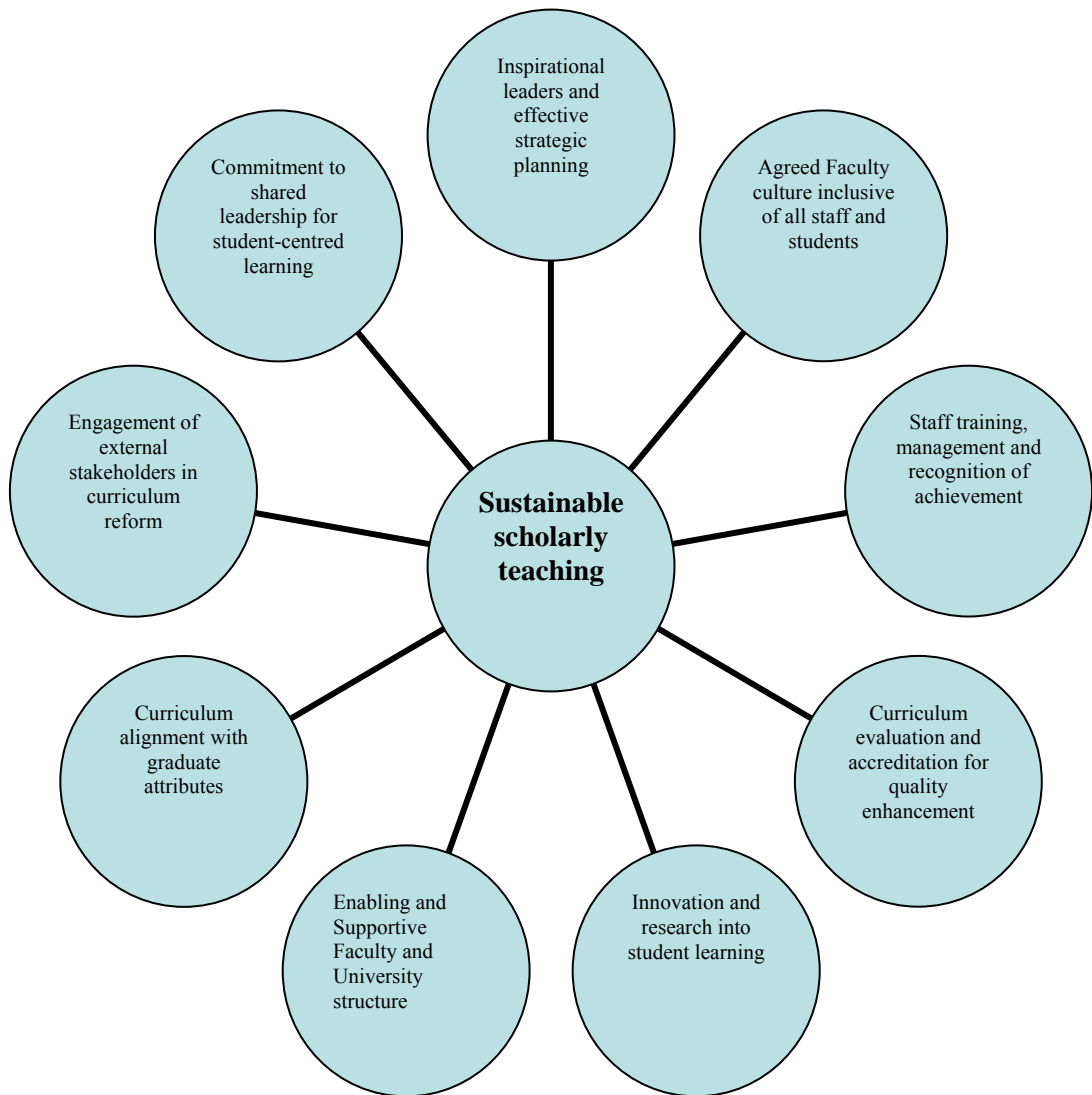 Inspirational
leaders and
effective
strategic
planning
Commitment to
shared
leadership for
student-centred
learning
Agreed Faculty
culture inclusive
of all staff and
students
Engagement of
external
stakeholders in
curriculum
reform
Staff training,
management and
recognition of
achievement
Sustainable
scholarly
teaching
Curriculum
alignment with
graduate
attributes
Curriculum
evaluation and
accreditation for
quality
enhancement
Enabling and
Supportive
Faculty and
University
structure
Innovation and
research into
student learning